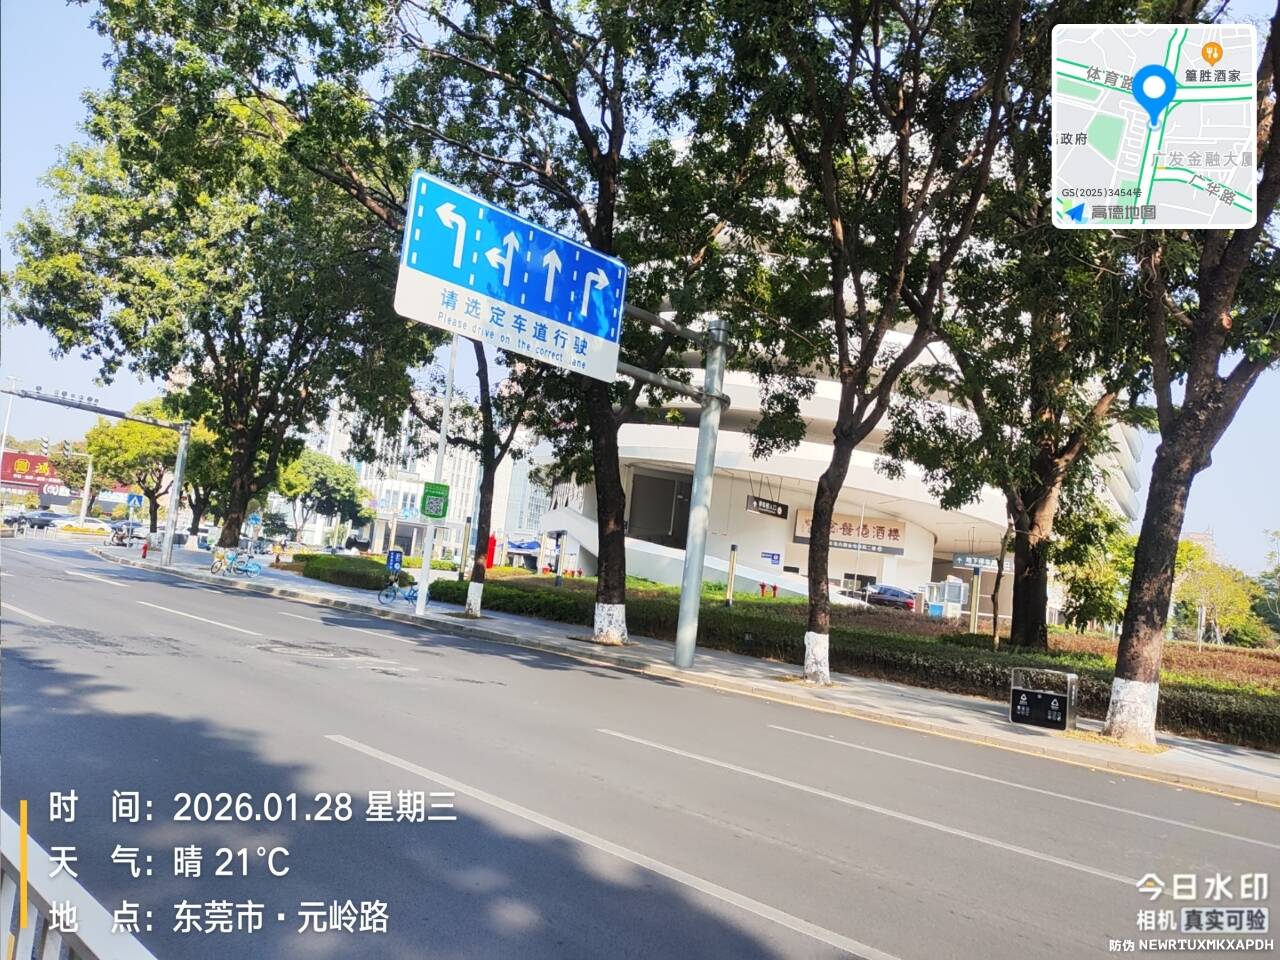 体育路
篁胜酒家
政府
广发金融大厦
广华路
GS(2025)3454号
高德地图
请选定车道行驶
Please drive on the correct lane
鸿
酒楼
时 间：2026.01.28 星期三
天 气：晴 21℃
地 点：东莞市·元岭路
今日水印
相机 真实可验
防伪 NEWRTUXMKXAPDH